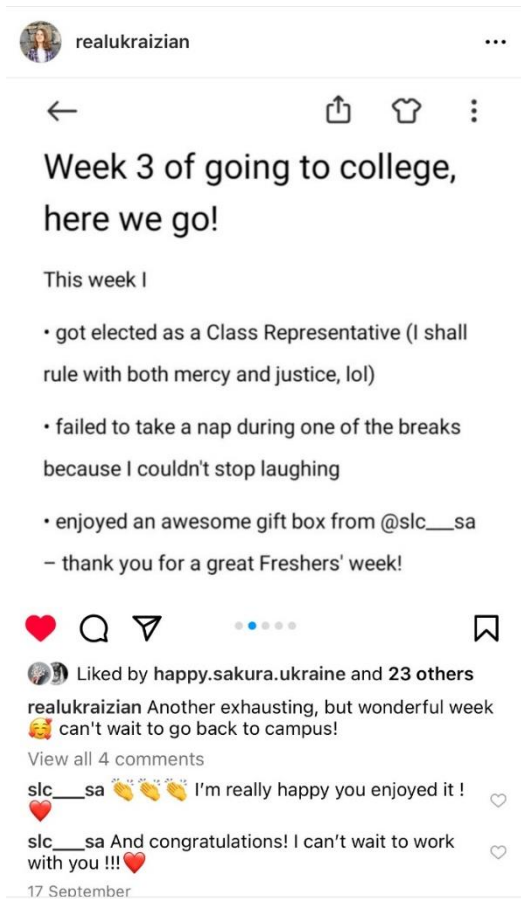 realukraizian
Week 3 of going to college,
here we go!
This week I
• got elected as a Class Representative (I shall
rule with both mercy and justice, lol)
• failed to take a nap during one of the breaks
because I couldn't stop laughing
• enjoyed an awesome gift box from @slc___sa
– thank you for a great Freshers' week!
Liked by happy.sakura.ukraine and 23 others
realukraizian Another exhausting, but wonderful week
🥰 can't wait to go back to campus!
View all 4 comments
slc___sa 👏👏👏 I’m really happy you enjoyed it !
❤️
slc___sa And congratulations! I can’t wait to work
with you !!!❤️
17 September